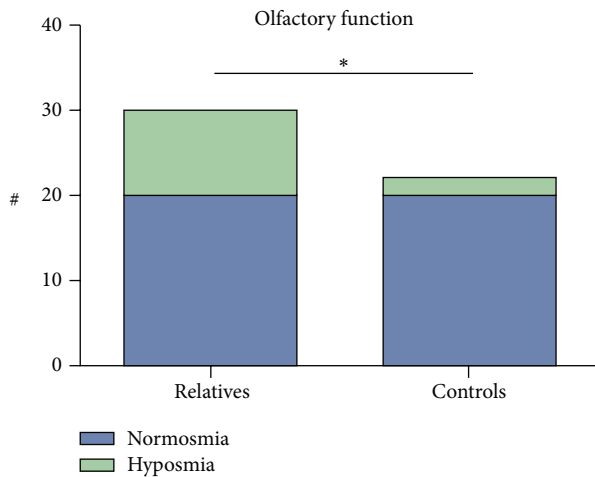 Olfactory function
*
40
30
20
10
0
#
Relatives
Controls
Normosmia
Hyposmia